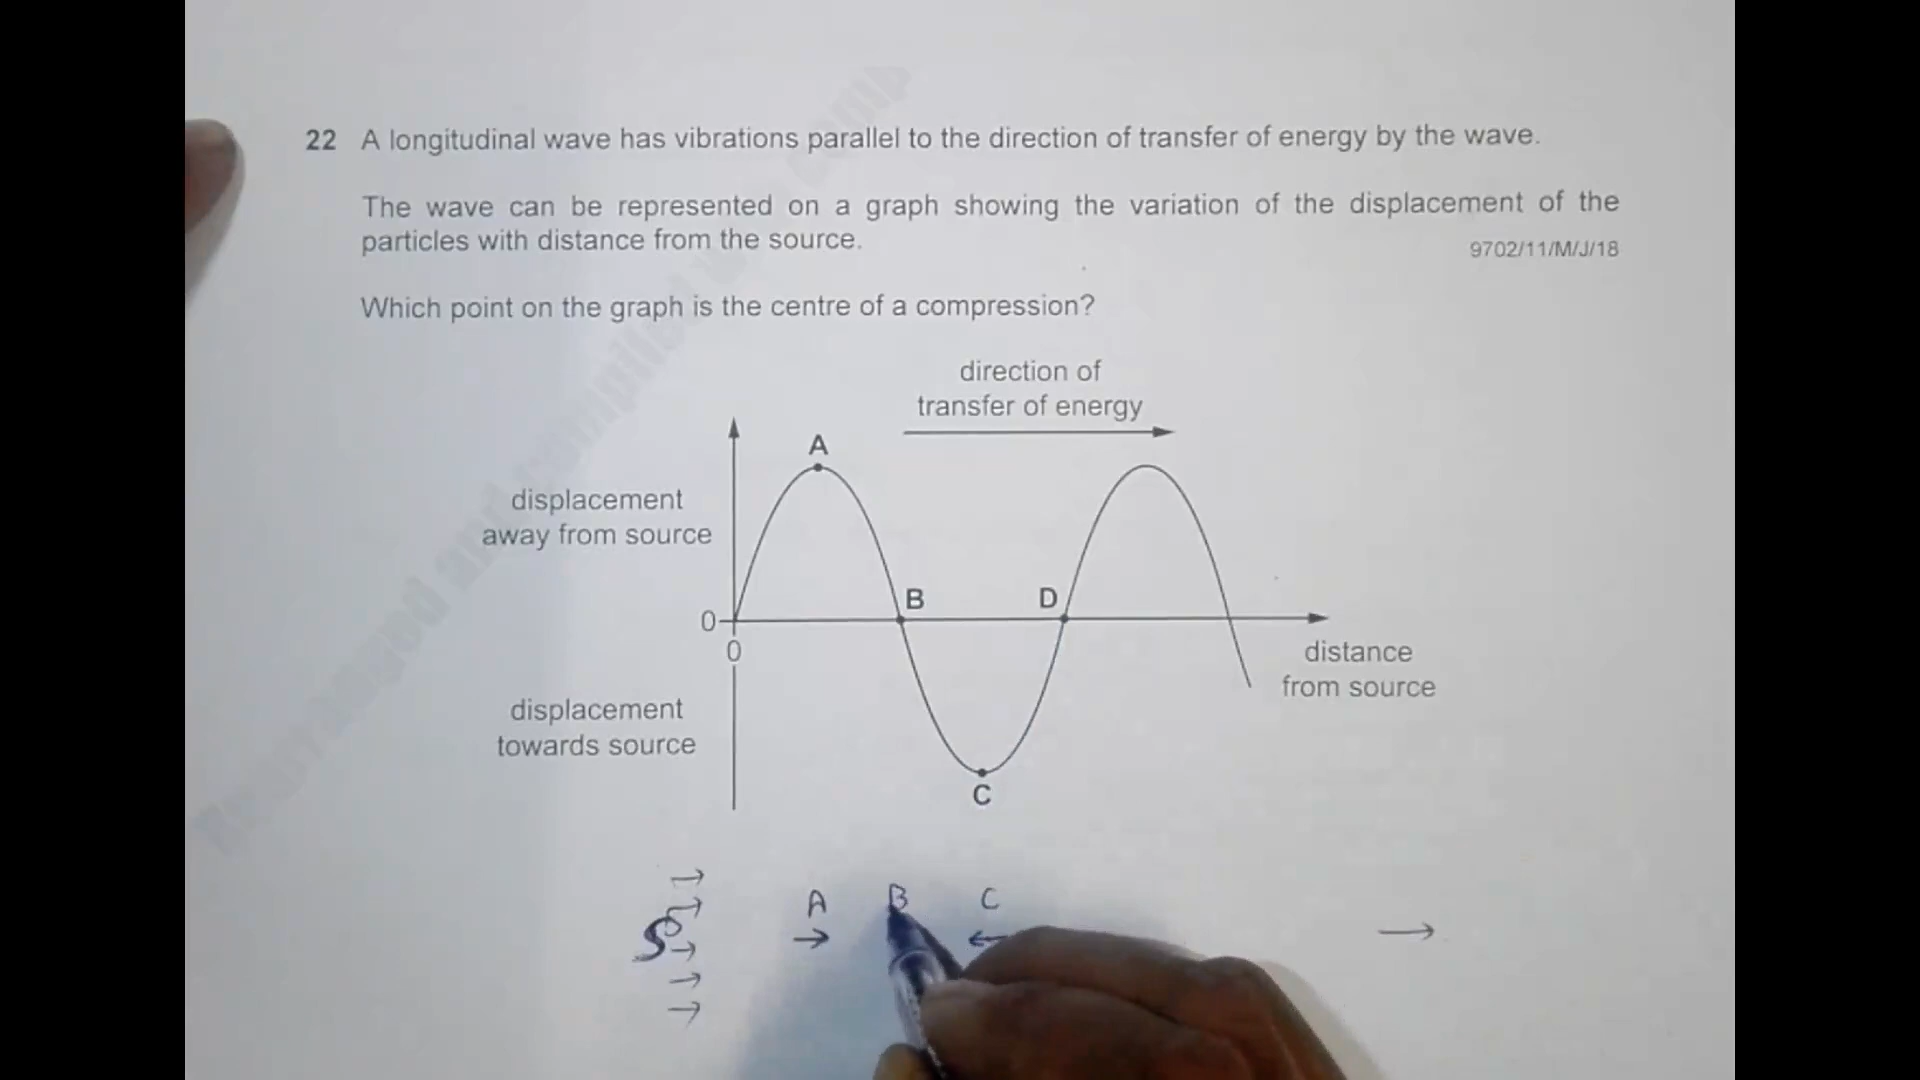 22 A longitudinal wave has vibrations parallel to the direction of transfer of energy by the wave.
The wave can be represented on a graph showing the variation of the displacement of the
particles with distance from the source.
9702/11/M/J/18
Which point on the graph is the centre of a compression?
direction of
transfer of energy
A
displacement
away from source
B
D
0
0
distance
from source
displacement
towards source
C
A B C
S